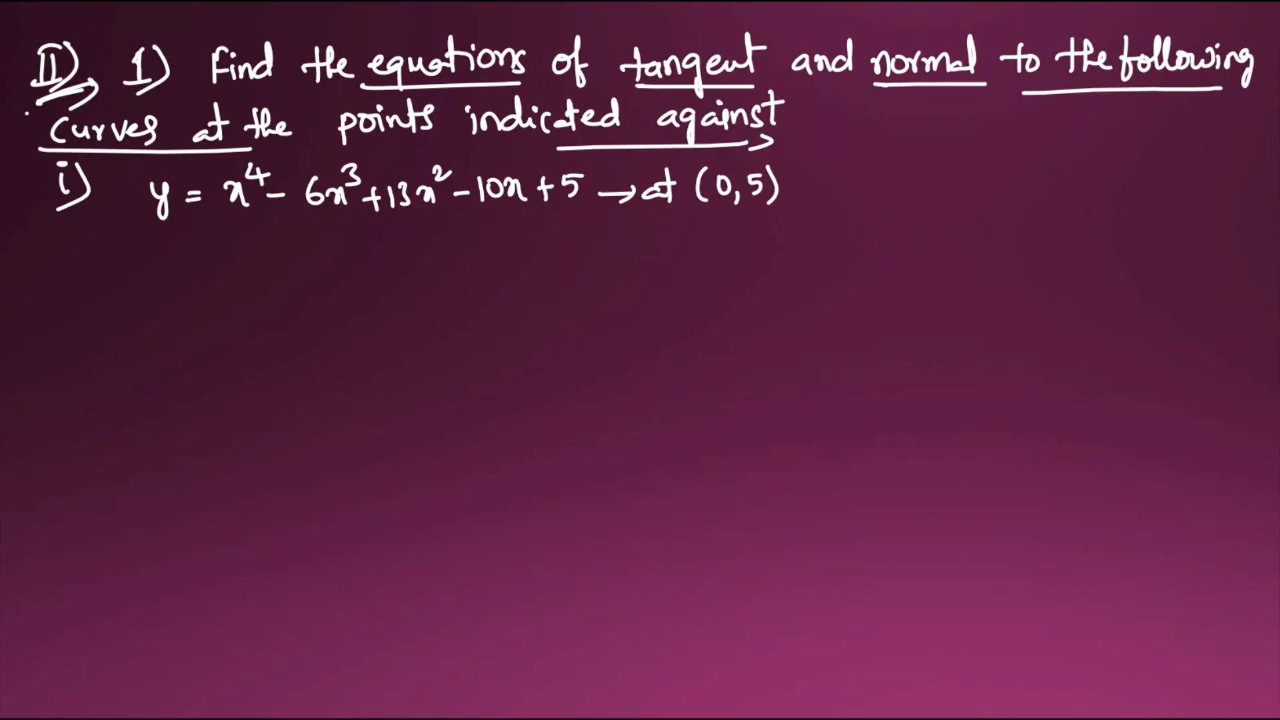 II) 1) Find the equations of tangent and normal to the following
curves at the points indicated against
i) y = x⁴ - 6x³ + 13x² - 10x + 5 → at (0,5)